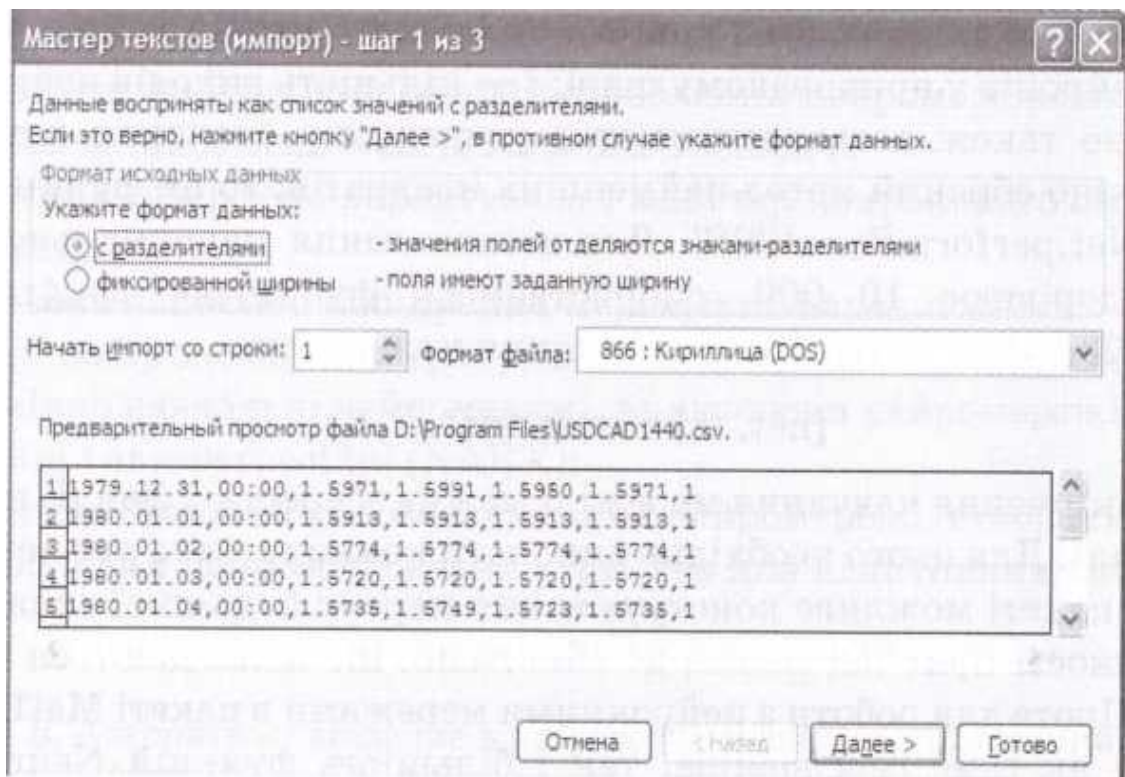 Мастер текстов (импорт) - шаг 1 из 3
Данные восприняты как список значений с разделителями.
Если это верно, нажмите кнопку "Далее >", в противном случае укажите формат данных.
Формат исходных данных
Укажите формат данных:
с разделителями - значения полей отделяются знаками-разделителями
фиксированной ширины - поля имеют заданную ширину
Начать импорт со строки: 1 Формат файла: 866 : Кириллица (DOS)
Предварительный просмотр файла D:\Program Files\USDCAD1440.csv.
1 1979.12.31,00:00,1.5971,1.5991,1.5960,1.5971,1
2 1980.01.01,00:00,1.5913,1.5913,1.5913,1.5913,1
3 1980.01.02,00:00,1.5774,1.5774,1.5774,1.5774,1
4 1980.01.03,00:00,1.5720,1.5720,1.5720,1.5720,1
5 1980.01.04,00:00,1.5735,1.5749,1.5723,1.5735,1
Отмена < Назад Далее > Готово